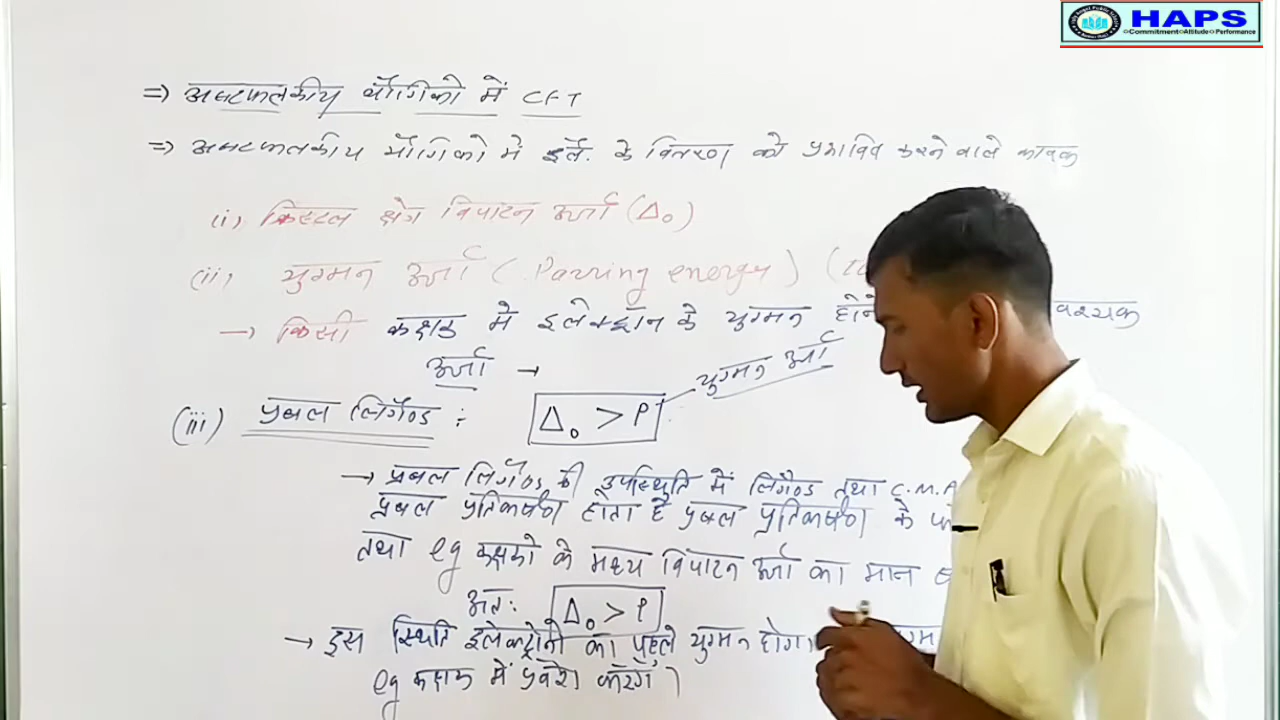 HAPS
Commitment Attitude Performance
⇒ अष्टफलकीय यौगिको में CFT
⇒ अष्टफलकीय यौगिको मे इले. के वितरण को प्रभावित करने वाले कारक
(i) क्रिस्टल क्षेत्र विपाटन ऊर्जा (Δo)
(ii) युग्मन ऊर्जा (Pairing energy)
→ किसी कक्षक मे इलेक्ट्रॉन के युग्मन
ऊर्जा →
युग्मन ऊर्जा
(iii) प्रबल लिगैण्ड : Δo > P
→ प्रबल लिगैण्ड की उपस्थिति में लिगैण्ड तथा C.M.A
प्रबल प्रतिकर्षण होता है प्रबल प्रतिकर्षण के
तथा eg कक्षको के मध्य विपाटन ऊर्जा का मान
अतः Δo > P
→ इस स्थिति इलेक्ट्रोनो का पहले युग्मन होगा
eg कक्षक में प्रवेश करेगें ।